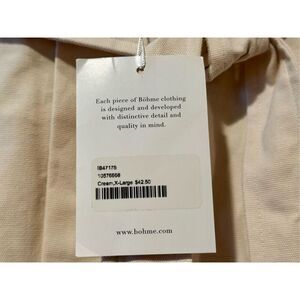 Each piece of Böhme clothing
is designed and developed
with distinctive detail and
quality in mind.
IB47175
10576668
Cream,X-Large $42.50
www.bohme.com